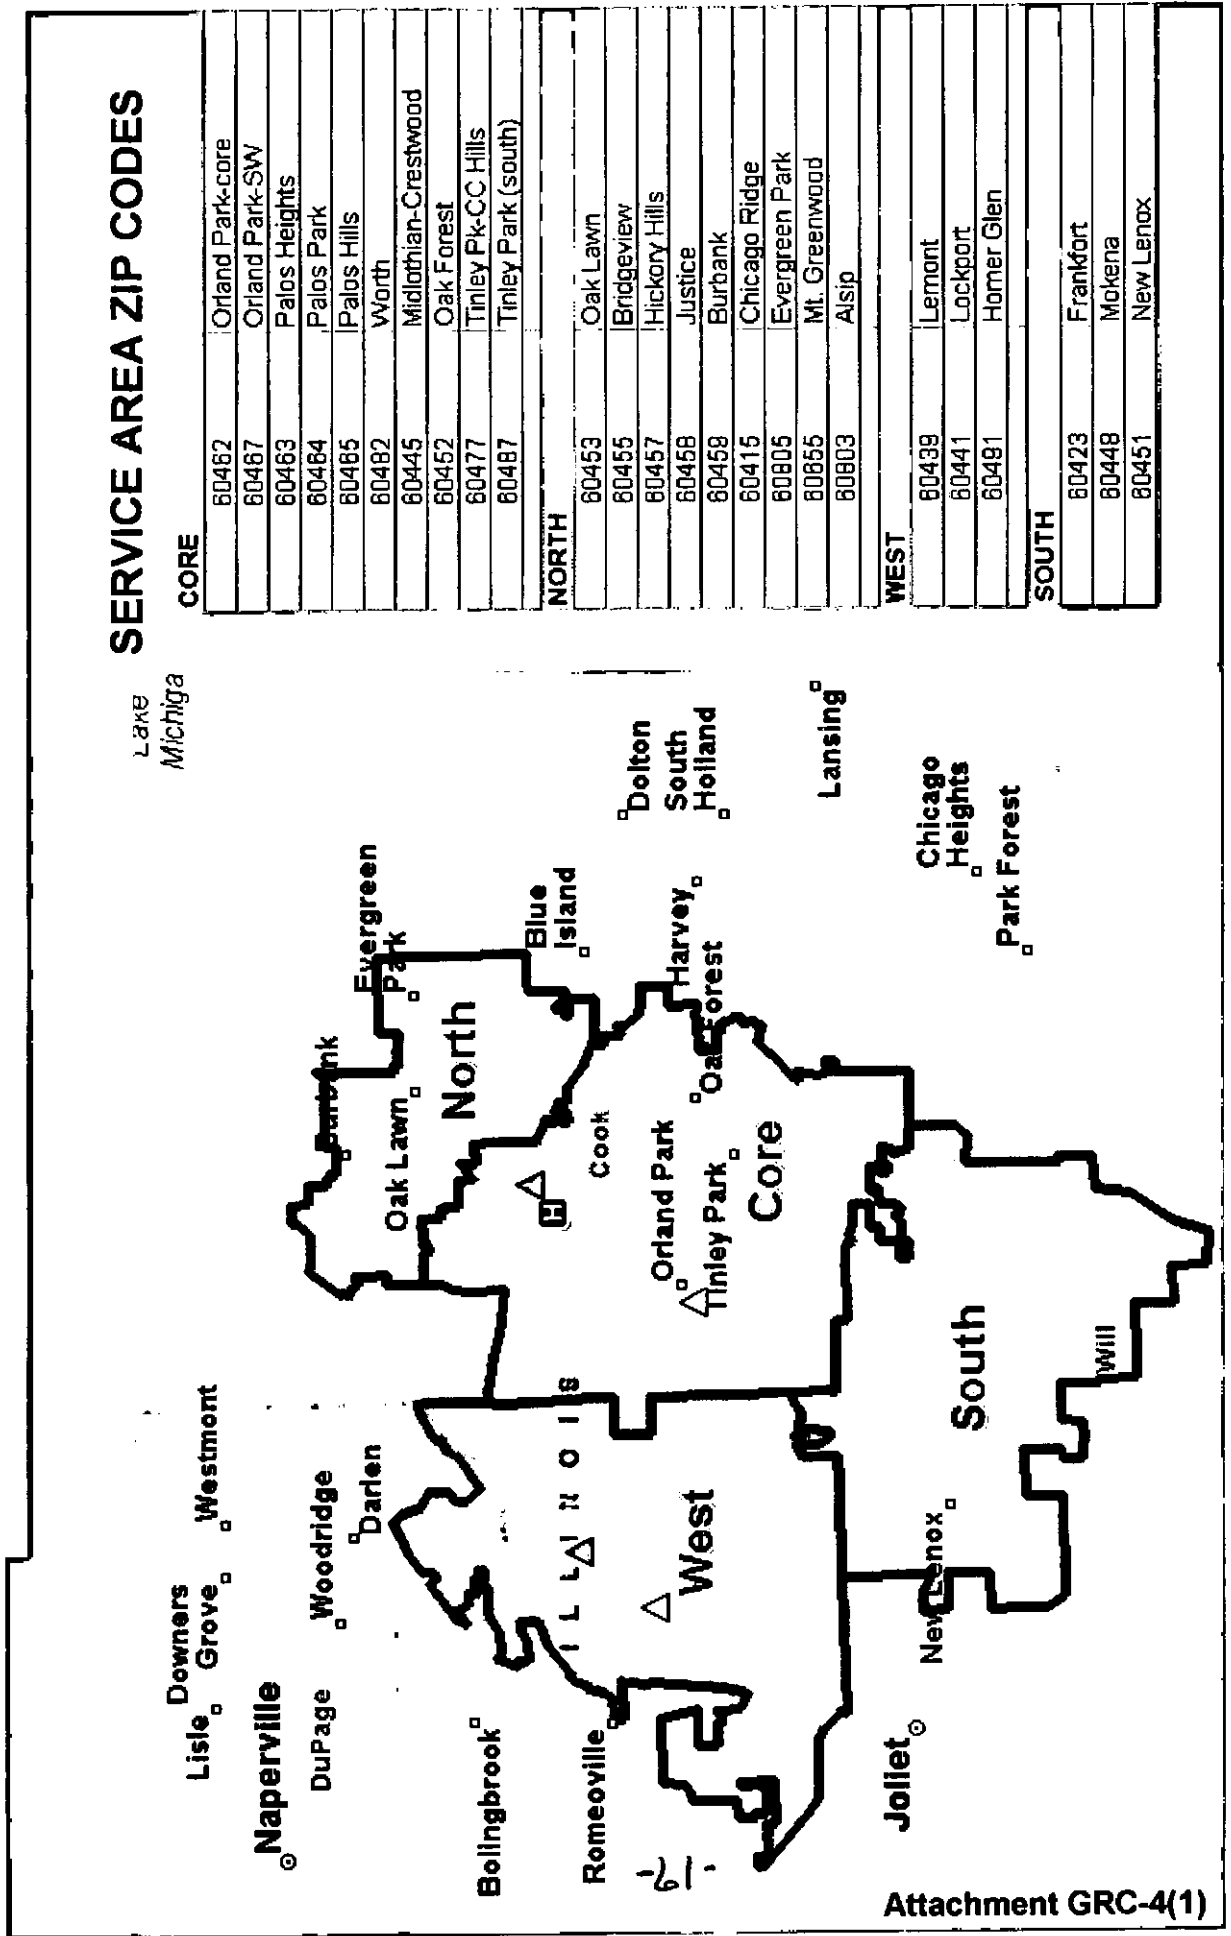 SERVICE AREA ZIP CODES
CORE
60462 Orland Park-core
60467 Orland Park-SW
60463 Palos Heights
60464 Palos Park
60465 Palos Hills
60482 Worth
60445 Midlothian-Crestwood
60452 Oak Forest
60477 Tinley Pk-CC Hills
60487 Tinley Park (south)
NORTH
60453 Oak Lawn
60455 Bridgeview
60457 Hickory Hills
60458 Justice
60459 Burbank
60415 Chicago Ridge
60805 Evergreen Park
60655 Mt. Greenwood
60803 Alsip
WEST
60439 Lemont
60441 Lockport
60491 Homer Glen
SOUTH
60423 Frankfort
60448 Mokena
60451 New Lenox
Lake
Michiga
Downers
Grove
Westmont
Lisle
Naperville
DuPage
Woodridge
Darien
Burbank
Evergreen
Park
Oak Lawn
North
Bolingbrook
Blue
Island
ILLINOIS
H
Cook
Romeoville
Dolton
South
Holland
Harvey
Oak Forest
Orland Park
Tinley Park
West
Core
Lansing
-19-
Joliet
New Lenox
South
Chicago
Heights
Park Forest
Will
Attachment GRC-4(1)